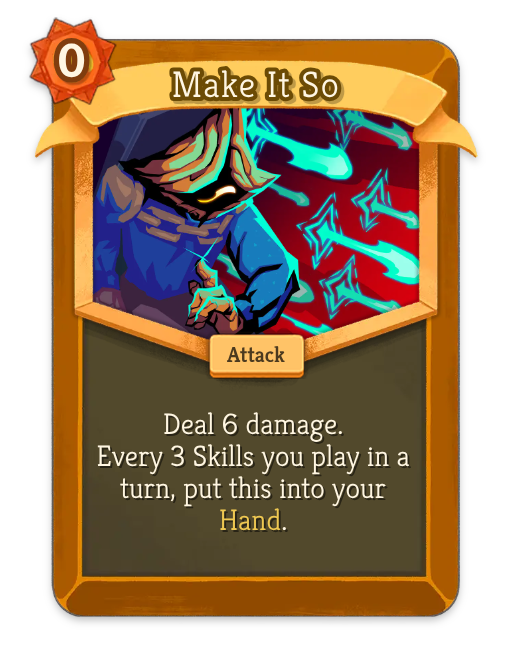 0
Make It So
Attack
Deal 6 damage.
Every 3 Skills you play in a
turn, put this into your
Hand.